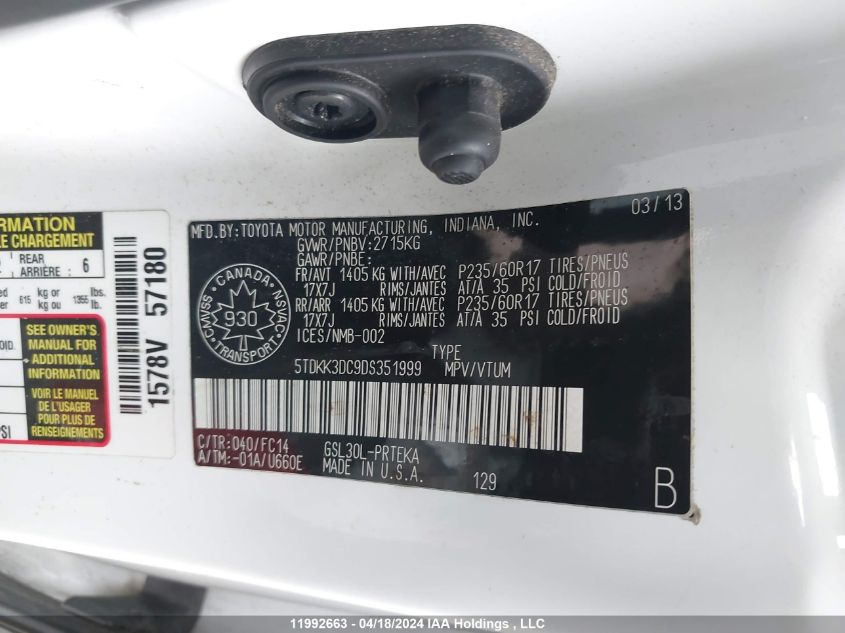 MFD.BY:TOYOTA MOTOR MANUFACTURING, INDIANA, INC. 03/13
GVWR/PNBV:2715KG
GAWR/PNBE:
FR/AVT 1405 KG WITH/AVEC P235/60R17 TIRES/PNEUS
17X7J RIMS/JANTES AT/A 35 PSI COLD/FROID
RR/ARR 1405 KG WITH/AVEC P235/60R17 TIRES/PNEUS
17X7J RIMS/JANTES AT/A 35 PSI COLD/FROID
ICES/NMB-002
TYPE
5TDKK3DC9DS351999 MPV/VTUM
C/TR:040/FC14 GSL30L-PRTEKA
A/TM:-01A/U660E MADE IN U.S.A.
129
B
CANADA
CMVSS 930 NSVAC
TRANSPORT
LE CHARGEMENT
REAR
ARRIÈRE : 6
615 kg or 1355 lbs.
kg ou lb.
SEE OWNER'S
MANUAL FOR
ADDITIONAL
INFORMATION
VOIR LE MANUEL
DE L'USAGER
POUR PLUS DE
RENSEIGNEMENTS
PSI
1578V 57180
11992663 - 04/18/2024 IAA Holdings , LLC